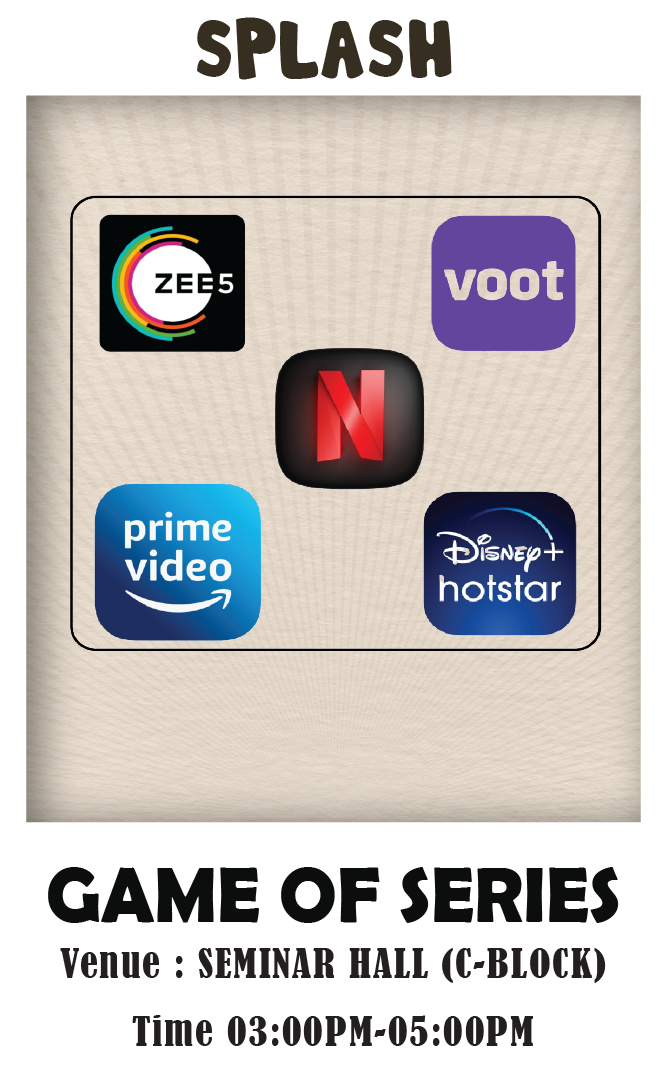 SPLASH
ZEE5
voot
N
prime
video
Disney+
hotstar
GAME OF SERIES
Venue : SEMINAR HALL (C-BLOCK)
Time 03:00PM-05:00PM